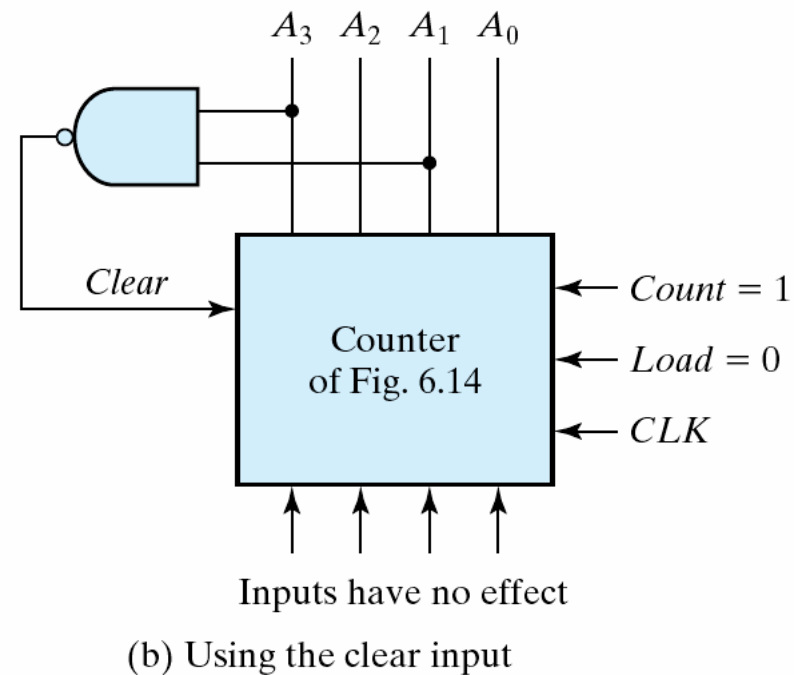 A₃ A₂ A₁ A₀
Clear
Count = 1
Counter
of Fig. 6.14
Load = 0
CLK
Inputs have no effect
(b) Using the clear input